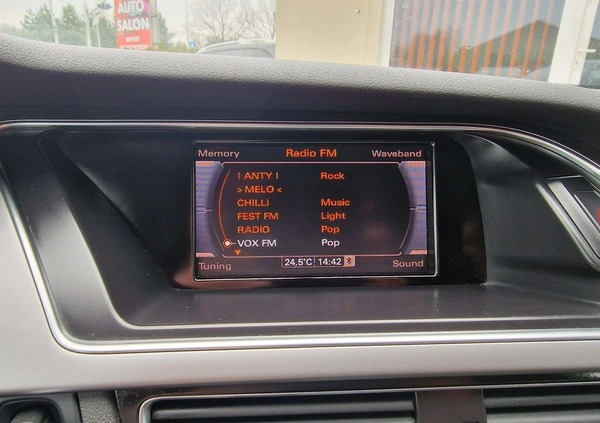 AUTO
SALON
Memory Radio FM Waveband
! ANTY ! Rock
> MELO <
CHILLI Music
FEST FM Light
RADIO Pop
VOX FM Pop
Tuning 24,5°C 14:42 Sound